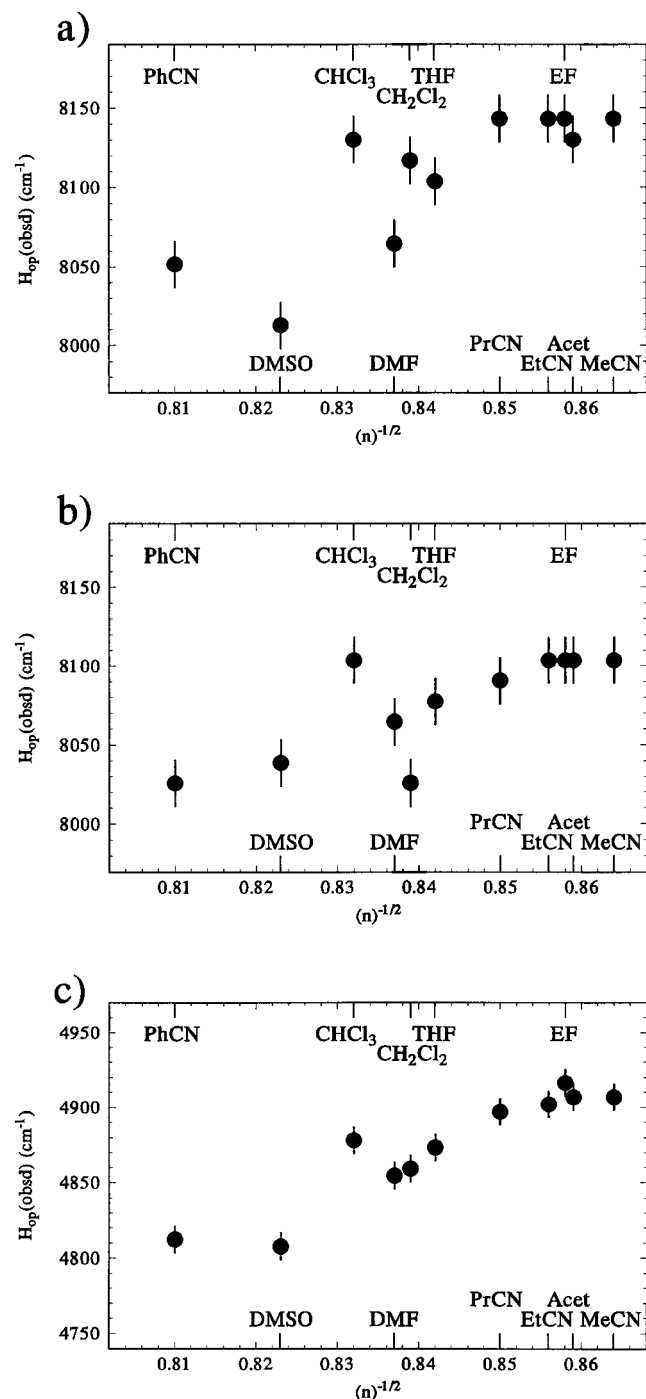 a)
PhCN CHCl3 THF EF
CH2Cl2
8150
8100
8050
8000
Hop(obsd) (cm-1)
PrCN Acet
DMSO DMF EtCN MeCN
0.81 0.82 0.83 0.84 0.85 0.86
(n)-1/2
b)
PhCN CHCl3 THF EF
CH2Cl2
8150
8100
8050
8000
Hop(obsd) (cm-1)
PrCN Acet
DMSO DMF EtCN MeCN
0.81 0.82 0.83 0.84 0.85 0.86
(n)-1/2
c)
4950
PhCN CHCl3 THF EF
CH2Cl2
4900
4850
4800
4750
Hop(obsd) (cm-1)
PrCN Acet
DMSO DMF EtCN MeCN
0.81 0.82 0.83 0.84 0.85 0.86
(n)-1/2